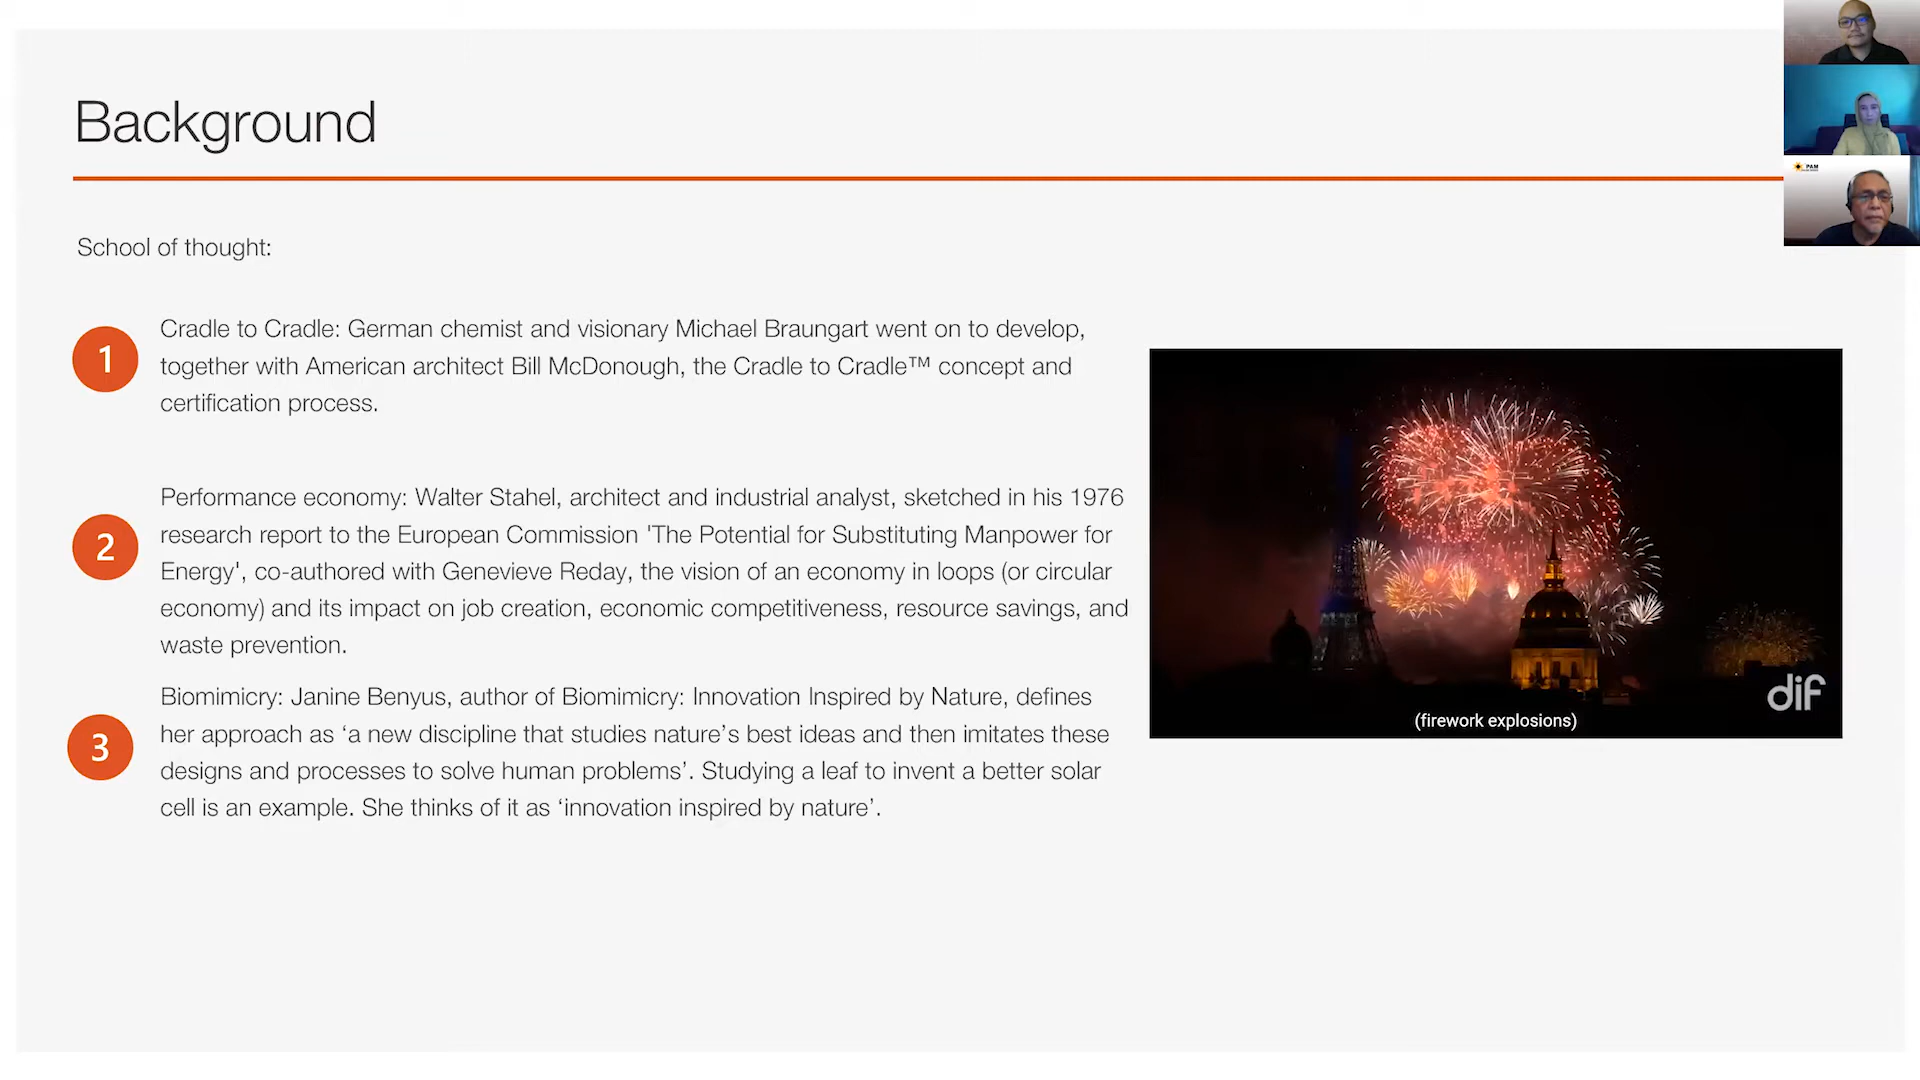 Background
School of thought:
1
Cradle to Cradle: German chemist and visionary Michael Braungart went on to develop,
together with American architect Bill McDonough, the Cradle to Cradle™ concept and
certification process.
2
Performance economy: Walter Stahel, architect and industrial analyst, sketched in his 1976
research report to the European Commission 'The Potential for Substituting Manpower for
Energy', co-authored with Genevieve Reday, the vision of an economy in loops (or circular
economy) and its impact on job creation, economic competitiveness, resource savings, and
waste prevention.
3
Biomimicry: Janine Benyus, author of Biomimicry: Innovation Inspired by Nature, defines
her approach as ‘a new discipline that studies nature’s best ideas and then imitates these
designs and processes to solve human problems’. Studying a leaf to invent a better solar
cell is an example. She thinks of it as ‘innovation inspired by nature’.
dif
(firework explosions)
PAM